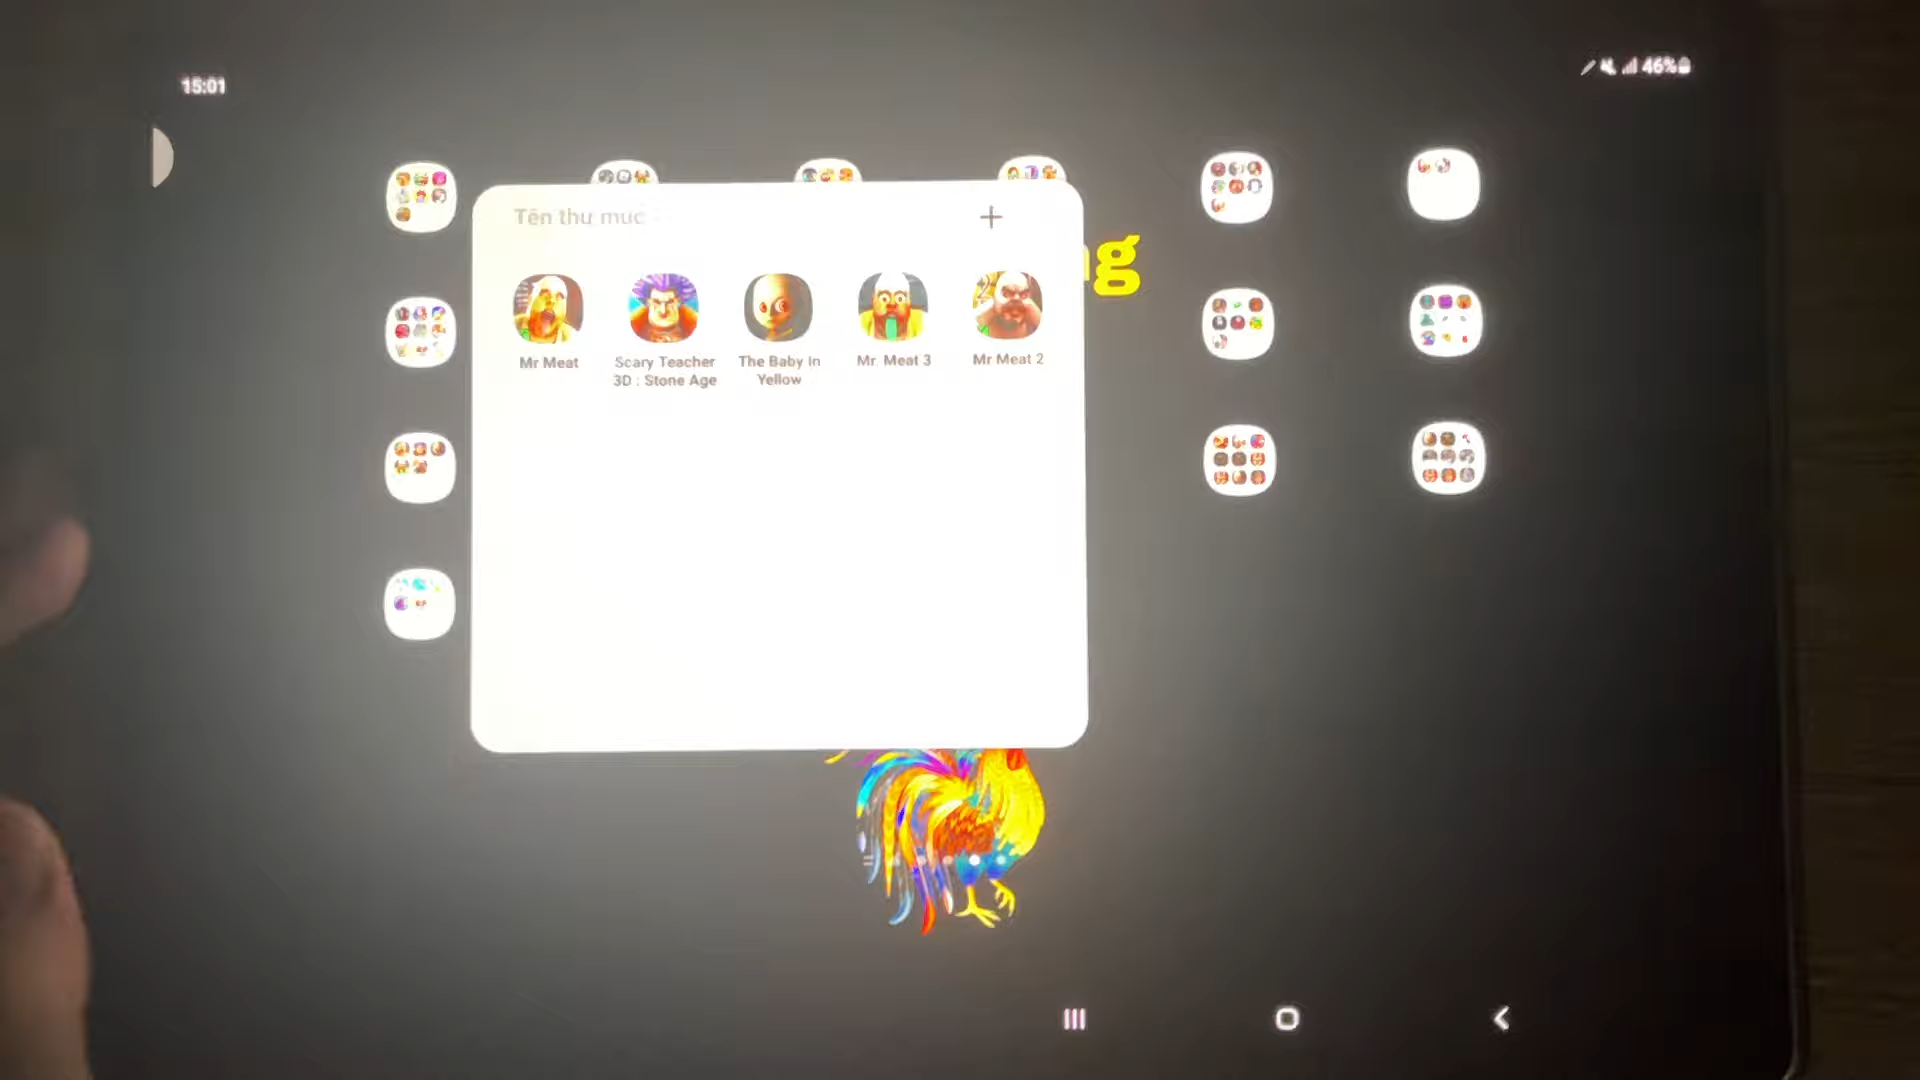 15:01
46%
Tên thư mục
g
Mr Meat
Scary Teacher
3D : Stone Age
The Baby in
Yellow
Mr. Meat 3
Mr Meat 2